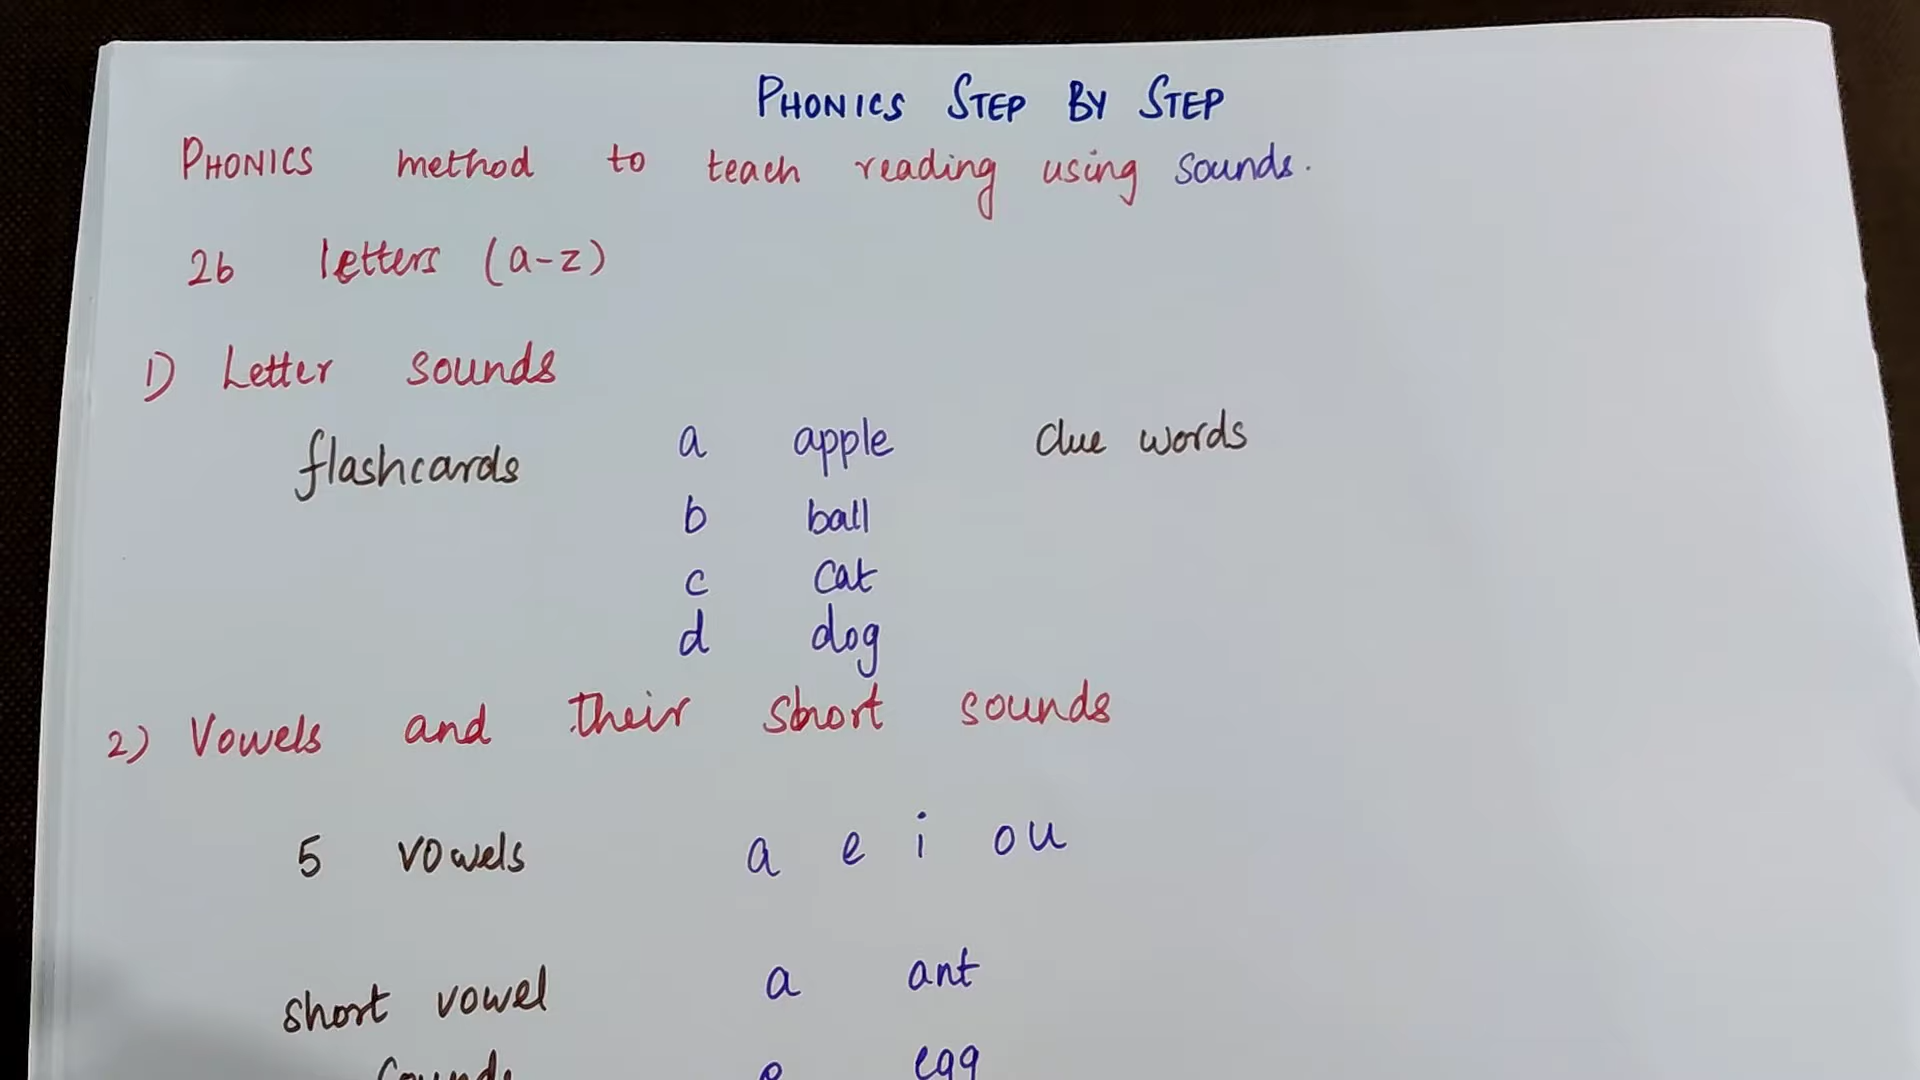 PHONICS STEP BY STEP
PHONICS method to teach reading using sounds.
26 letters (a-z)
1) Letter sounds
flashcards a apple clue words
b ball
c cat
d dog
2) Vowels and their short sounds
5 vowels a e i o u
short vowel a ant
sounds e egg